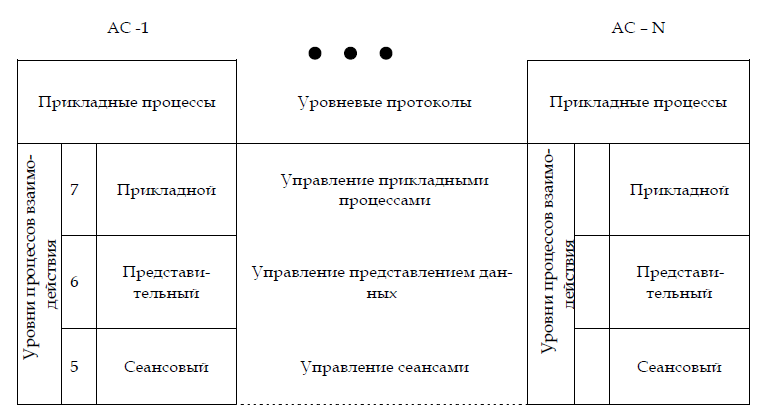 АС -1
АС – N
Прикладные процессы
Уровневые протоколы
Прикладные процессы
Уровни процессов взаимо-
действия
7
Прикладной
Управление прикладными
процессами
Уровни процессов взаимо-
действия
Прикладной
6
Представи-
тельный
Управление представлением дан-
ных
Представи-
тельный
5
Сеансовый
Управление сеансами
Сеансовый